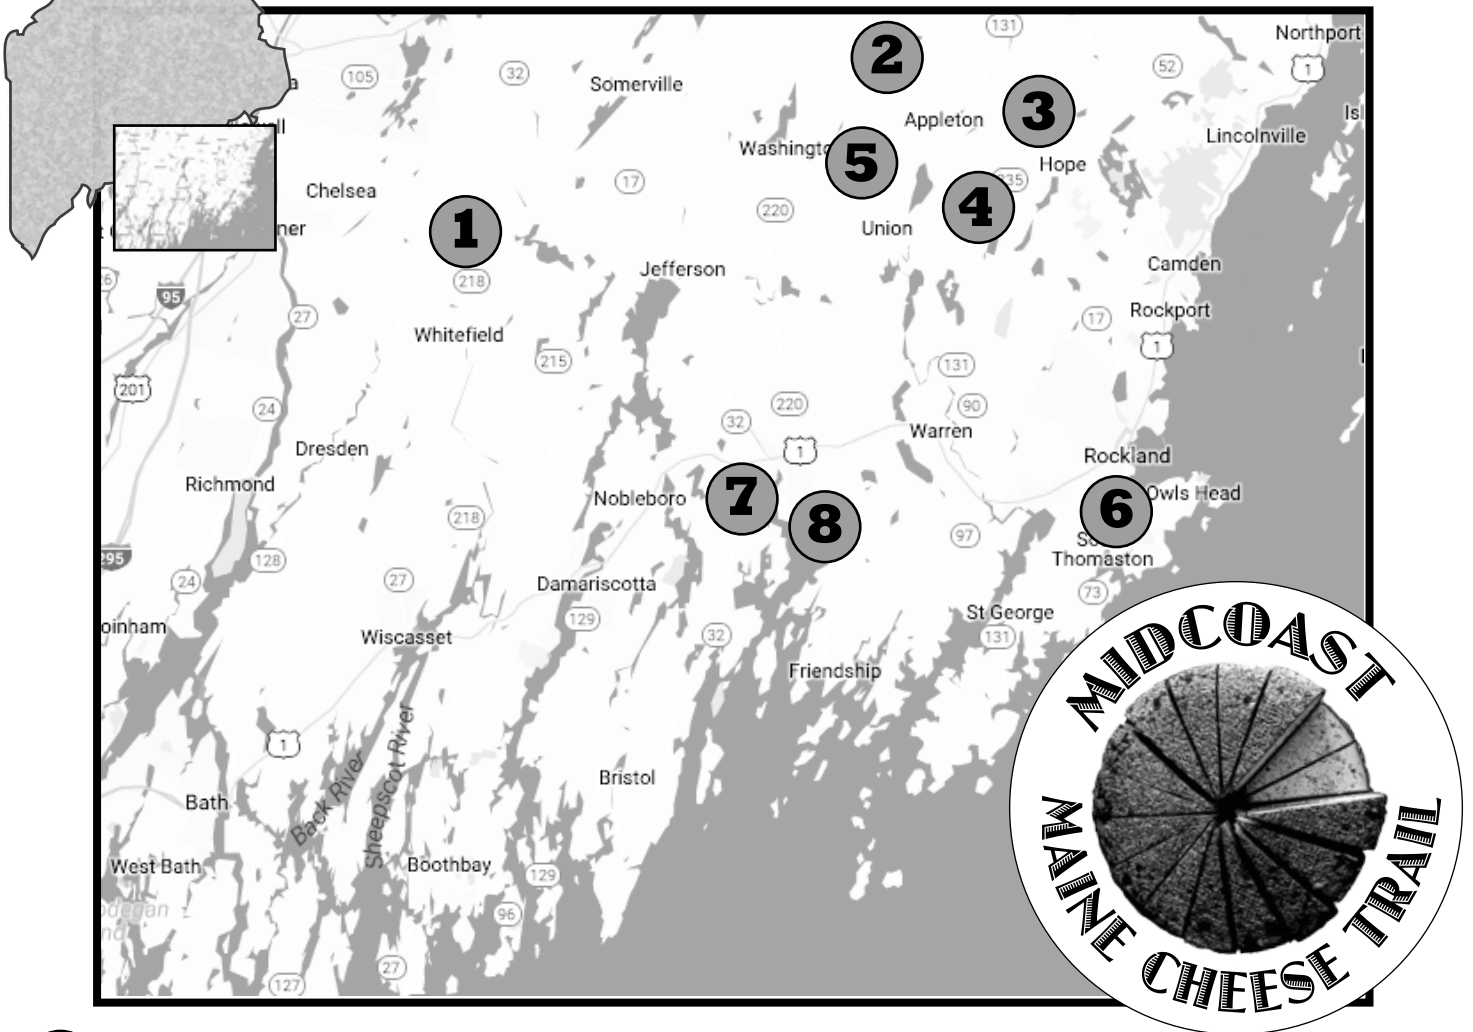 131
Northport
2
1
105
32
52
Somerville
3
Appleton
Lincolnville
Washingto
5
Hope
17
Chelsea
235
4
220
1
Union
Jefferson
Camden
218
95
27
Rockport
17
Whitefield
1
215
131
201
24
220
90
32
Warren
Dresden
1
Rockland
Richmond
Owls Head
Nobleboro
7
6
8
218
97
Thomaston
295
128
24
27
Damariscotta
73
129
St George
oinham
Wiscasset
32
131
Friendship
1
Back River
Sheepscot River
Bristol
Bath
West Bath
Boothbay
129
96
27
127
MIDCOAST
MAINE CHEESE TRAIL